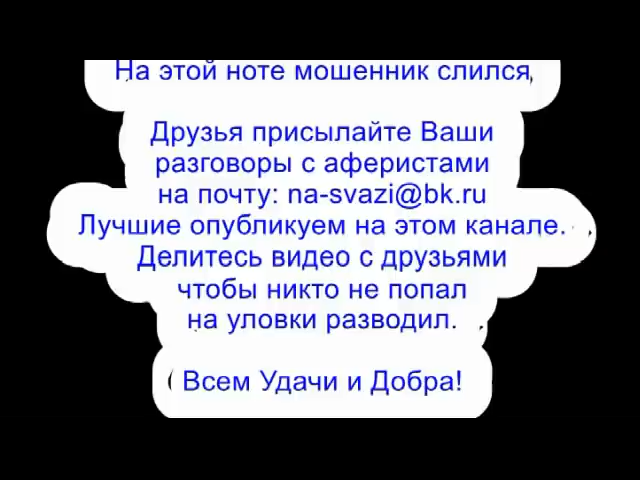 На этой ноте мошенник слился,
Друзья присылайте Ваши
разговоры с аферистами
на почту: na-svazi@bk.ru
Лучшие опубликуем на этом канале.
Делитесь видео с друзьями
чтобы никто не попал
на уловки разводил.
Всем Удачи и Добра!